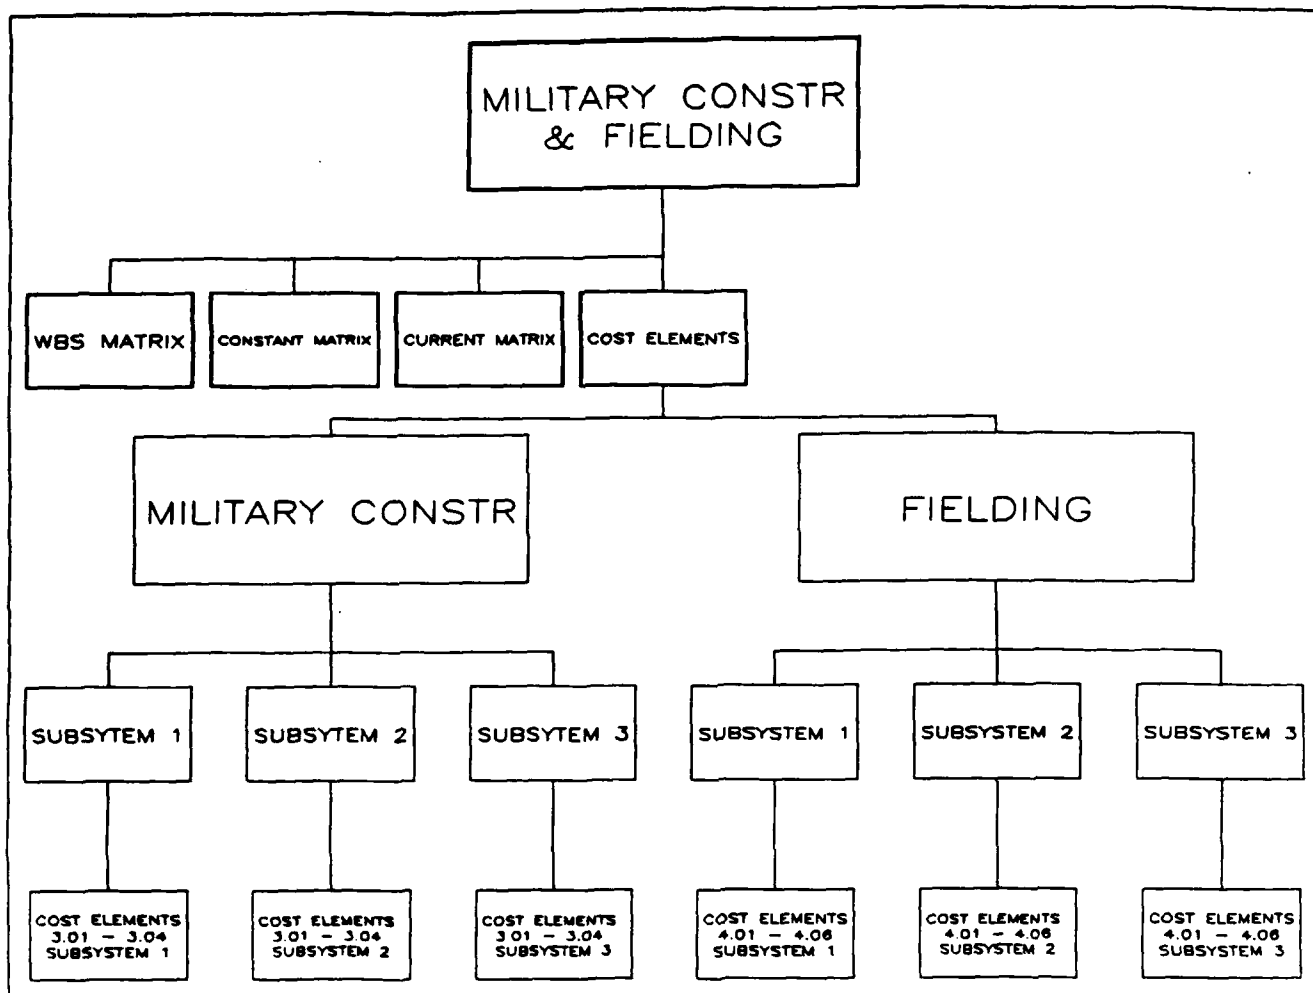 MILITARY CONSTR
& FIELDING
WBS MATRIX
CONSTANT MATRIX
CURRENT MATRIX
COST ELEMENTS
MILITARY CONSTR
FIELDING
SUBSYTEM 1
SUBSYTEM 2
SUBSYTEM 3
SUBSYSTEM 1
SUBSYSTEM 2
SUBSYSTEM 3
COST ELEMENTS
3.01 – 3.04
SUBSYSTEM 1
COST ELEMENTS
3.01 – 3.04
SUBSYSTEM 2
COST ELEMENTS
3.01 – 3.04
SUBSYSTEM 3
COST ELEMENTS
4.01 – 4.06
SUBSYSTEM 1
COST ELEMENTS
4.01 – 4.06
SUBSYSTEM 2
COST ELEMENTS
4.01 – 4.06
SUBSYSTEM 3